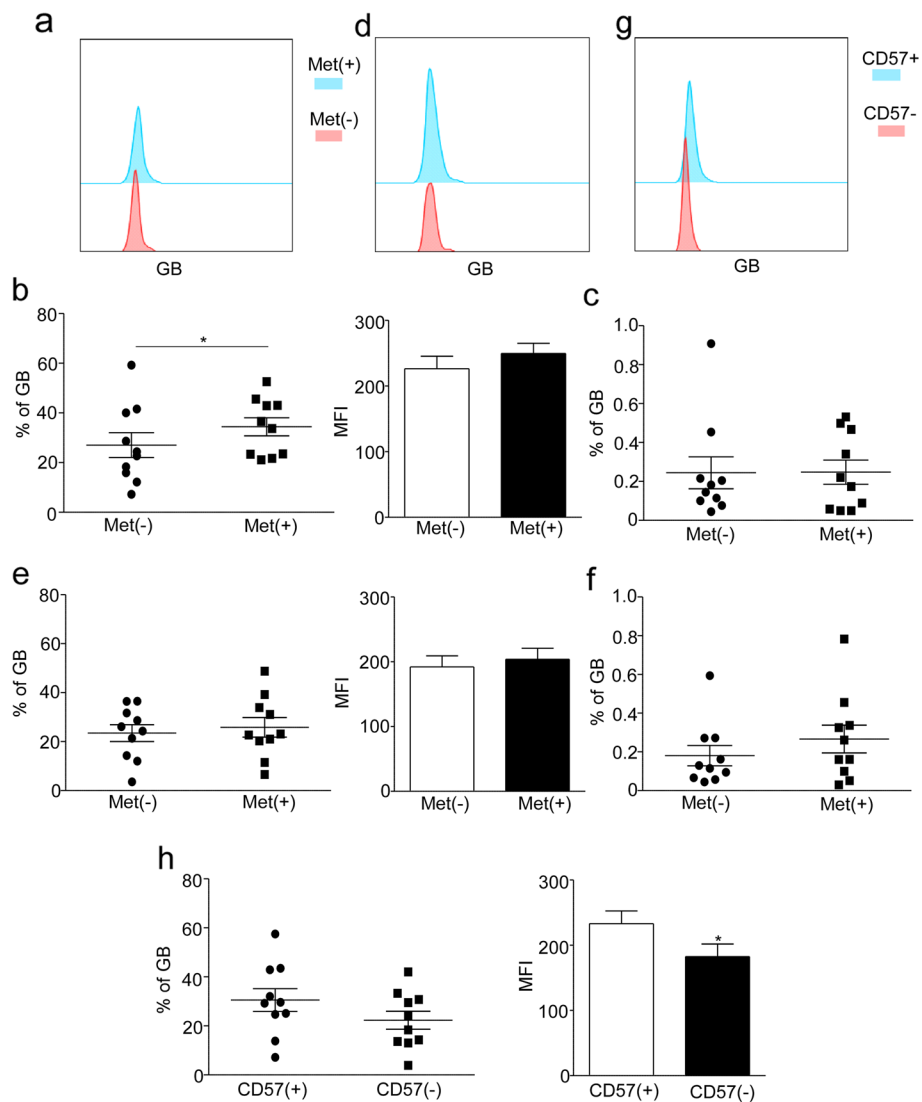 a
d
g
Met(+)
Met(-)
CD57+
CD57-
GB
GB
GB
b
80
60
40
20
0
% of GB
*
Met(-)
Met(+)
300
200
100
0
MFI
Met(-)
Met(+)
c
1.0
0.8
0.6
0.4
0.2
0
% of GB
Met(-)
Met(+)
e
80
60
40
20
0
% of GB
Met(-)
Met(+)
300
200
100
0
MFI
Met(-)
Met(+)
f
1.0
0.8
0.6
0.4
0.2
0
% of GB
Met(-)
Met(+)
h
80
60
40
20
0
% of GB
CD57(+)
CD57(-)
300
200
100
0
MFI
*
CD57(+)
CD57(-)